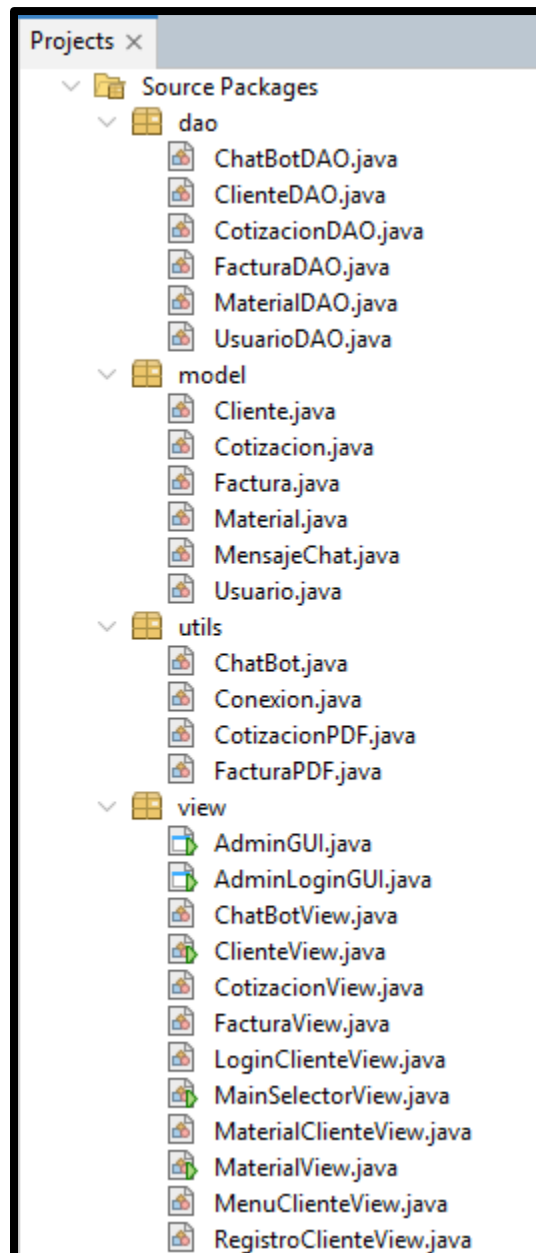 Projects ×
Source Packages
dao
ChatBotDAO.java
ClienteDAO.java
CotizacionDAO.java
FacturaDAO.java
MaterialDAO.java
UsuarioDAO.java
model
Cliente.java
Cotizacion.java
Factura.java
Material.java
MensajeChat.java
Usuario.java
utils
ChatBot.java
Conexion.java
CotizacionPDF.java
FacturaPDF.java
view
AdminGUI.java
AdminLoginGUI.java
ChatBotView.java
ClienteView.java
CotizacionView.java
FacturaView.java
LoginClienteView.java
MainSelectorView.java
MaterialClienteView.java
MaterialView.java
MenuClienteView.java
RegistroClienteView.java